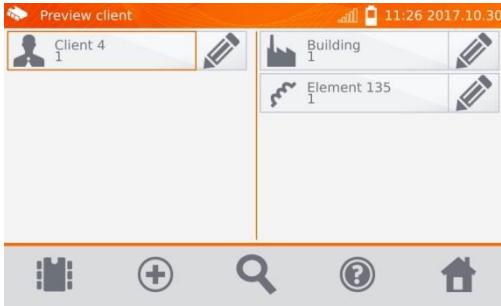 Preview client
11:26 2017.10.30
Client 4
1
Building
1
Element 135
1